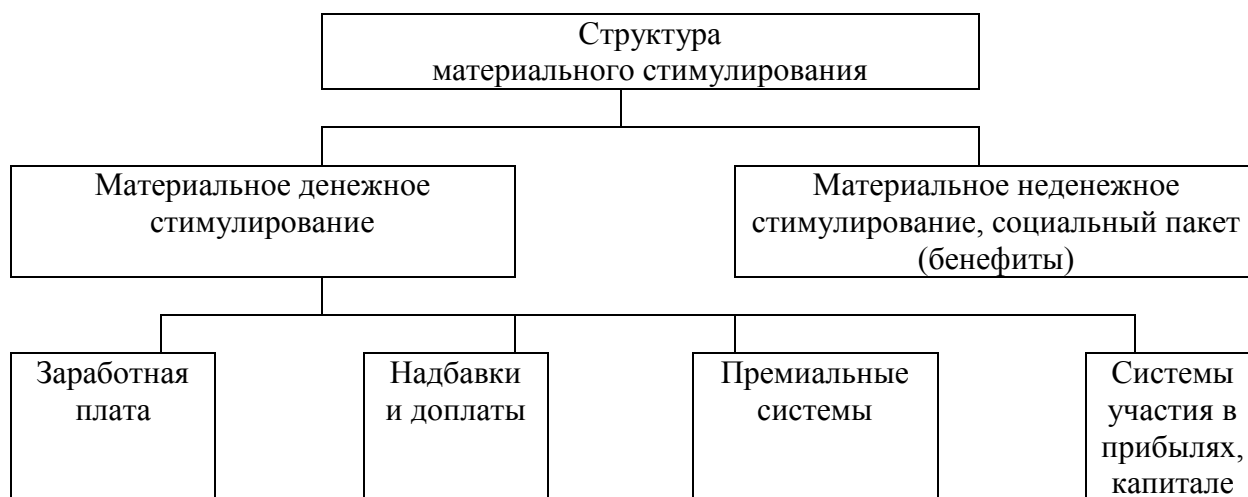 Структура
материального стимулирования
Материальное денежное
стимулирование
Материальное неденежное
стимулирование, социальный пакет
(бенефиты)
Заработная
плата
Надбавки
и доплаты
Премиальные
системы
Системы
участия в
прибылях,
капитале